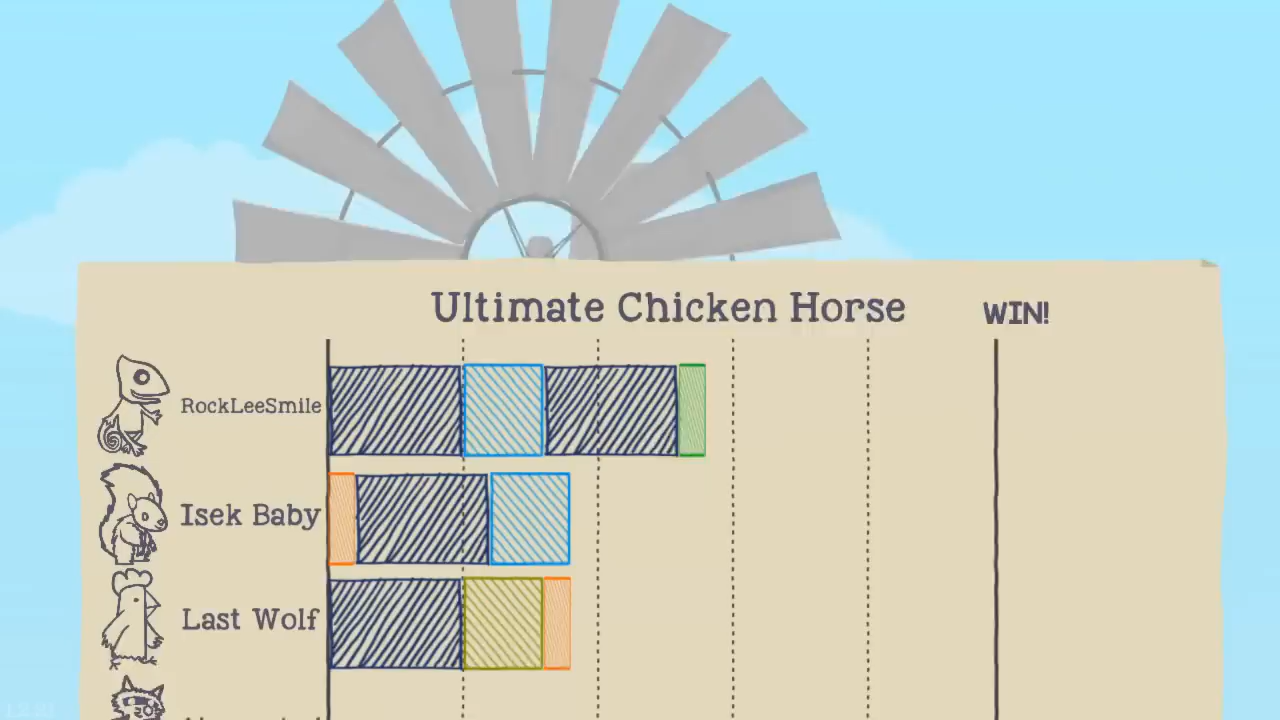 Ultimate Chicken Horse
WIN!
RockLeeSmile
Isek Baby
Last Wolf